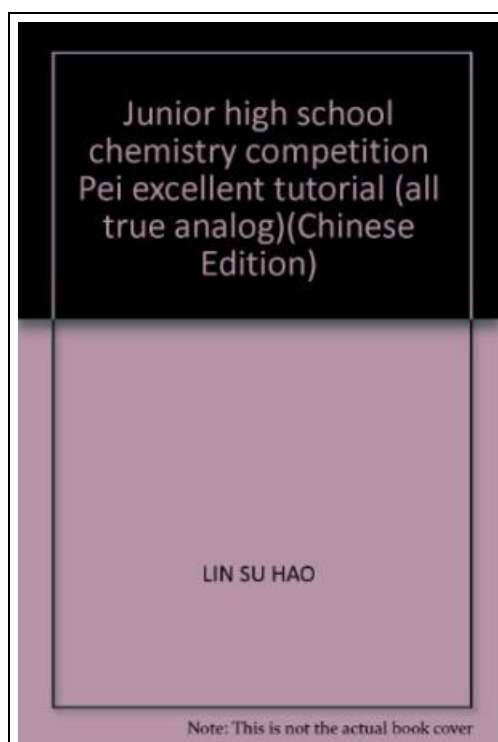 Junior high school
chemistry competition
Pei excellent tutorial (all
true analog)(Chinese
Edition)
LIN SU HAO
Note: This is not the actual book cover